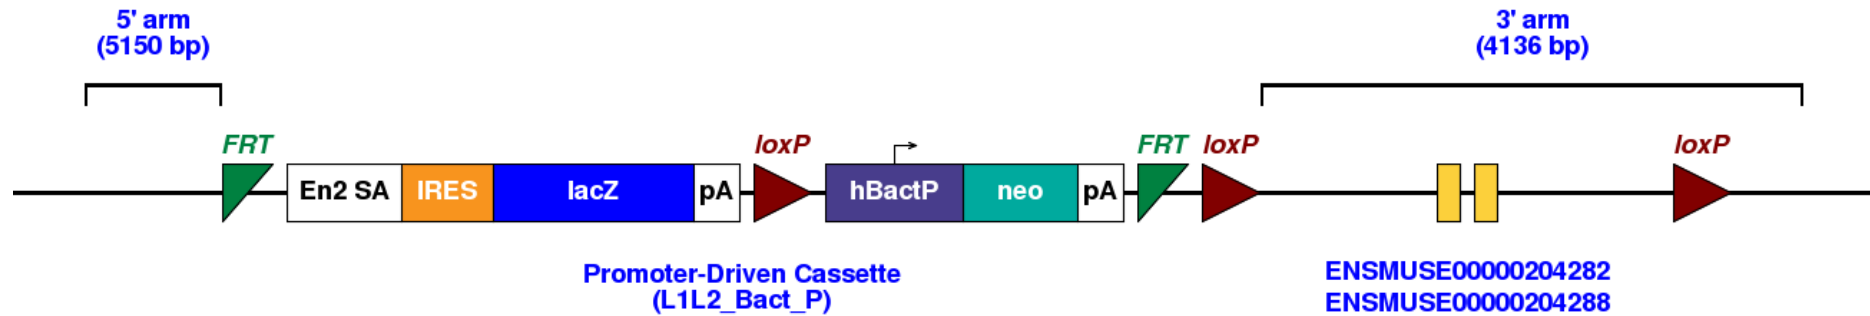 5' arm
(5150 bp)
3' arm
(4136 bp)
FRT
loxP
FRT
loxP
loxP
En2 SA
IRES
lacZ
pA
hBactP
neo
pA
Promoter-Driven Cassette
(L1L2_Bact_P)
ENSMUSE00000204282
ENSMUSE00000204288